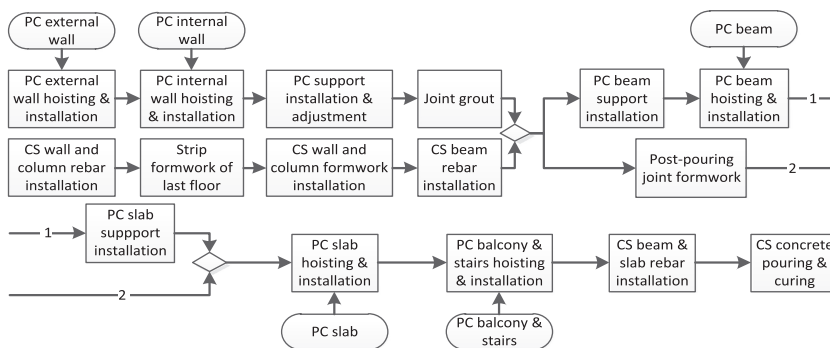 PC external
wall
PC internal
wall
PC beam
PC external
wall hoisting &
installation
PC internal
wall hoisting
& installation
PC support
installation &
adjustment
Joint grout
PC beam
support
installation
PC beam
hoisting &
installation
1
CS wall and
column rebar
installation
Strip
formwork of
last floor
CS wall and
column formwork
installation
CS beam
rebar
installation
Post-pouring
joint formwork
2
1
PC slab
suppport
installation
PC slab
hoisting &
installation
PC balcony &
stairs hoisting
& installation
CS beam &
slab rebar
installation
CS concrete
pouring &
curing
2
PC slab
PC balcony &
stairs